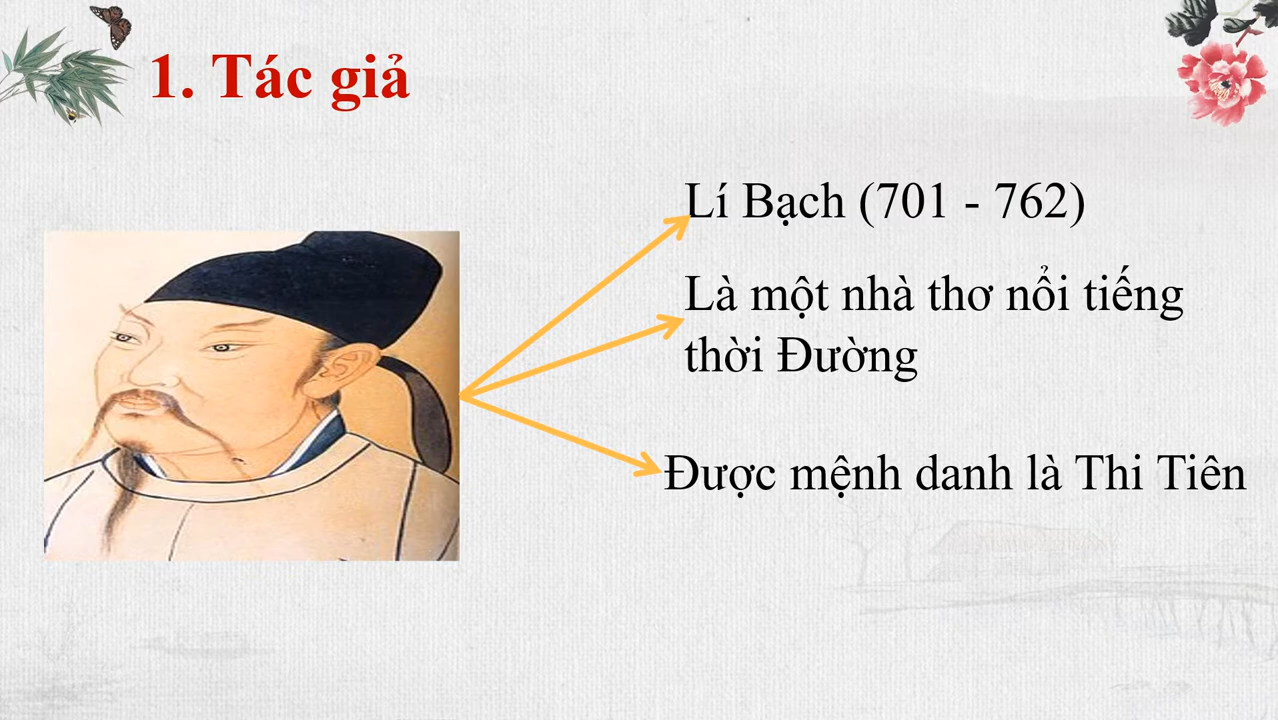 1. Tác giả
Lí Bạch (701 - 762)
Là một nhà thơ nổi tiếng
thời Đường
Được mệnh danh là Thi Tiên